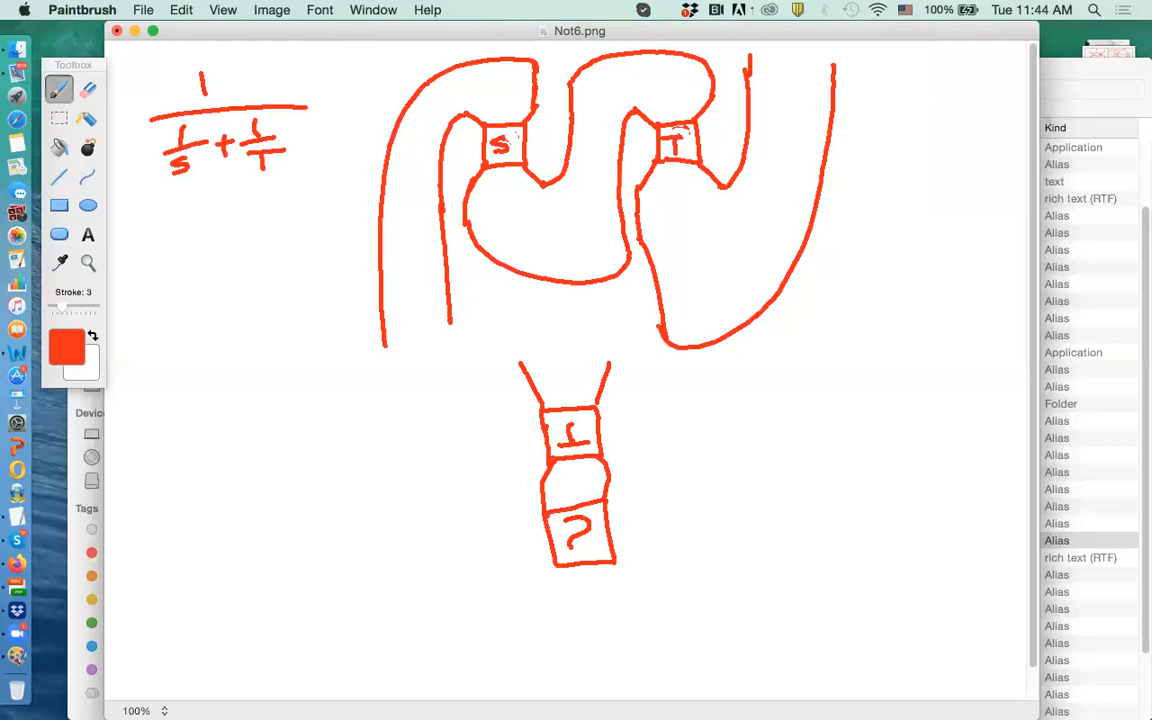 Paintbrush File Edit View Image Font Window Help 100% Tue 11:44 AM
Not6.png
Toolbox
Stroke: 3
1
1 + 1
S T
S T
T
2
Kind
Application
Alias
text
rich text (RTF)
Alias
Alias
Alias
Alias
Alias
Alias
Alias
Alias
Application
Alias
Alias
Folder
Alias
Alias
Alias
Alias
Alias
Alias
Alias
Alias
rich text (RTF)
Alias
Alias
Alias
Alias
Alias
Alias
Alias
Alias
Alias
Devic
Tags
100%